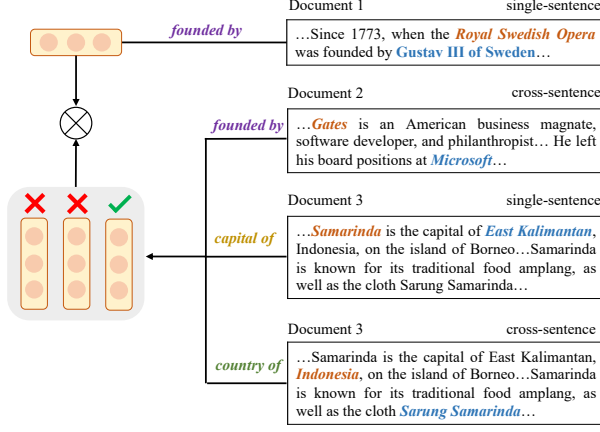 Document 1 single-sentence
founded by
…Since 1773, when the Royal Swedish Opera
was founded by Gustav III of Sweden…
Document 2 cross-sentence
founded by
…Gates is an American business magnate,
software developer, and philanthropist… He left
his board positions at Microsoft…
Document 3 single-sentence
capital of
…Samarinda is the capital of East Kalimantan,
Indonesia, on the island of Borneo…Samarinda
is known for its traditional food amplang, as
well as the cloth Sarung Samarinda…
Document 3 cross-sentence
country of
…Samarinda is the capital of East Kalimantan,
Indonesia, on the island of Borneo…Samarinda
is known for its traditional food amplang, as
well as the cloth Sarung Samarinda…